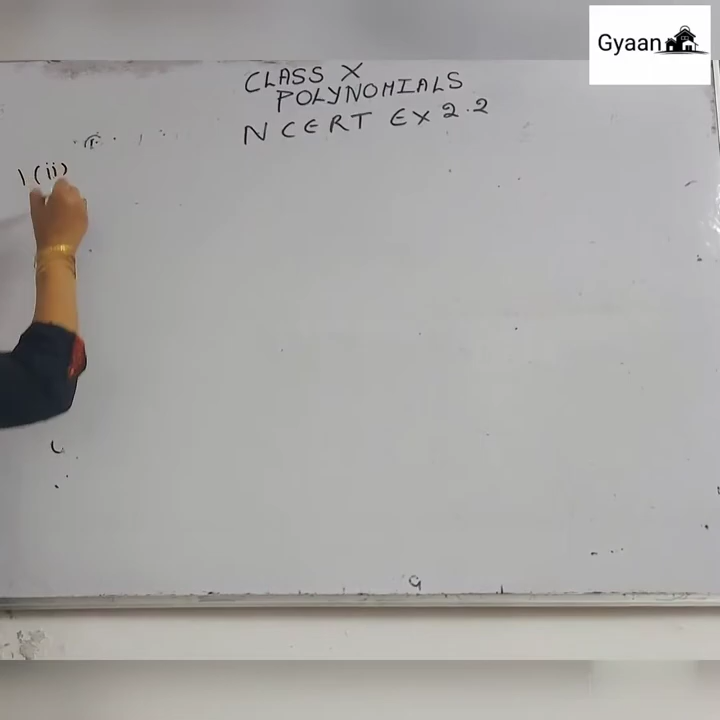 Gyaan
CLASS X
POLYNOMIALS
NCERT EX 2.2
1(ii)